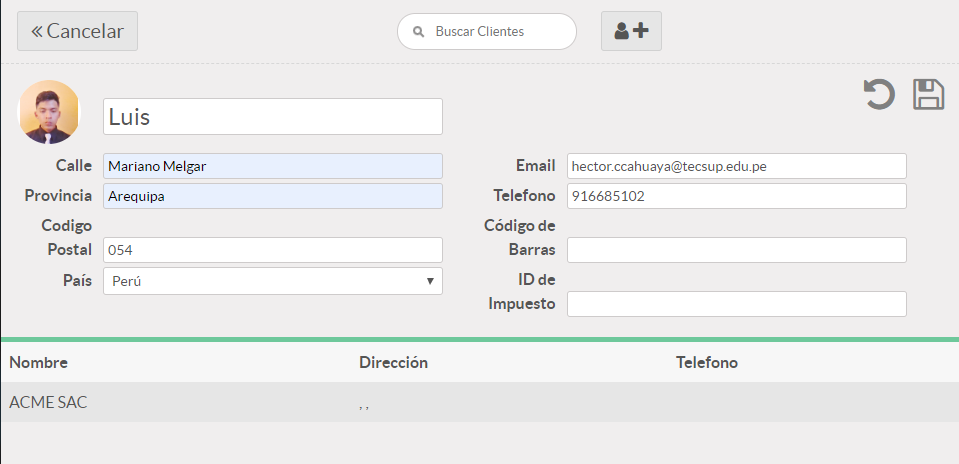 Cancelar
Buscar Clientes
Luis
Calle Mariano Melgar Email hector.ccahuaya@tecsup.edu.pe
Provincia Arequipa Telefono 916685102
Codigo Postal 054 Código de Barras
País Perú ID de Impuesto
Nombre Dirección Telefono
ACME SAC , ,